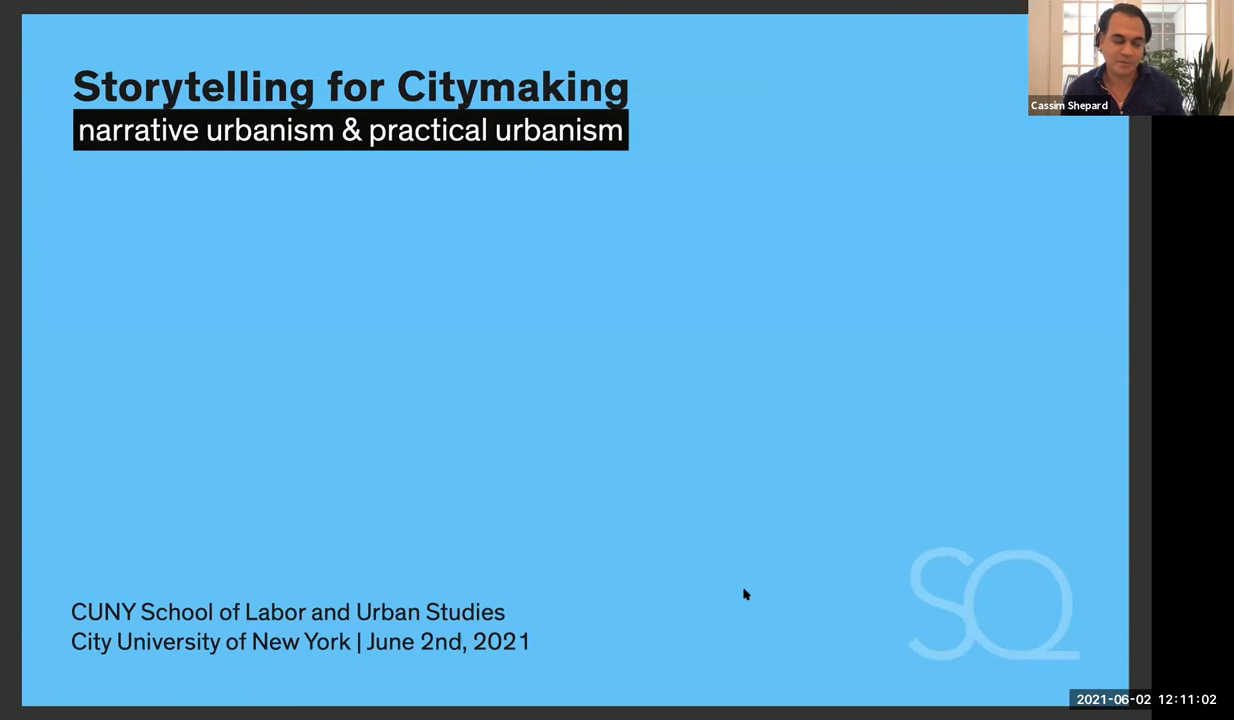 Storytelling for Citymaking
narrative urbanism & practical urbanism
Cassim Shepard
CUNY School of Labor and Urban Studies
City University of New York | June 2nd, 2021
SQ
2021-06-02 12:11:02